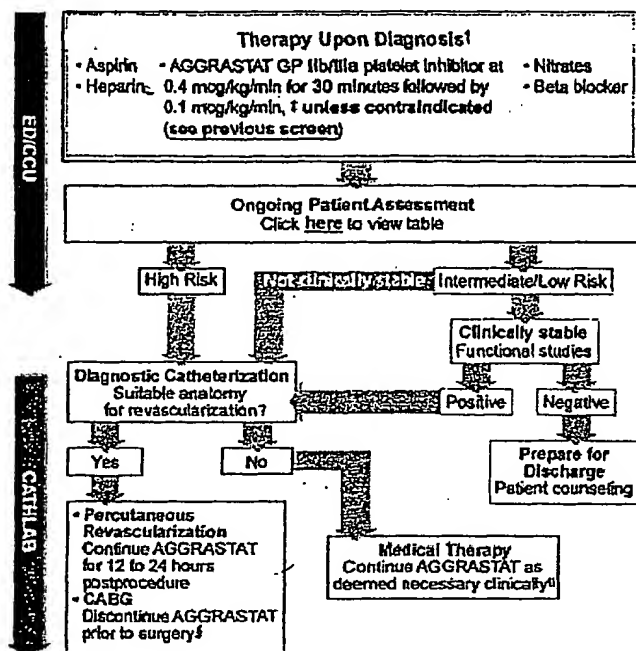 ED/CCU
Therapy Upon Diagnosis†
• Aspirin • AGGRASTAT GP IIb/IIIa platelet inhibitor at • Nitrates
• Heparin 0.4 mcg/kg/min for 30 minutes followed by • Beta blocker
0.1 mcg/kg/min, ‡ unless contraindicated
(see previous screen)
Ongoing Patient Assessment
Click here to view table
High Risk
Not clinically stable
Intermediate/Low Risk
Clinically stable
Functional studies
CATH LAB
Diagnostic Catheterization
Suitable anatomy
for revascularization?
Positive
Negative
Yes
No
Prepare for
Discharge
Patient counseling
• Percutaneous
Revascularization
Continue AGGRASTAT
for 12 to 24 hours
postprocedure
• CABG
Discontinue AGGRASTAT
prior to surgery§
Medical Therapy
Continue AGGRASTAT as
deemed necessary clinically